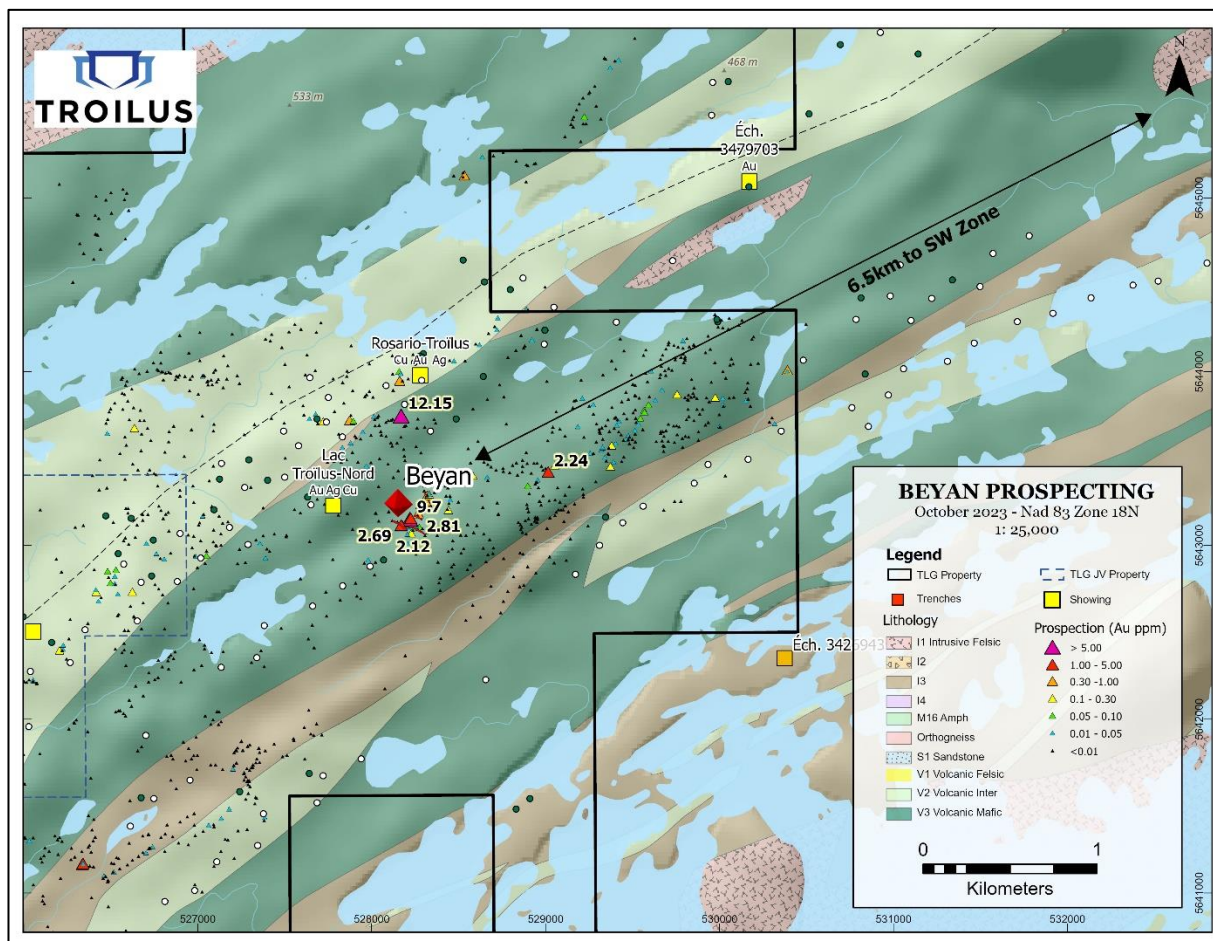 TROILUS
533 m
468 m
N
Éch.
3479703
Au
6.5km to SW Zone
5645000
Rosario-Troïlus
Cu Au Ag
5644000
12.15
Lac
Troïlus-Nord
Au Ag Cu
Beyan
2.24
9.7
2.69
2.81
2.12
5643000
Éch. 3426943
5642000
5641000
527000
528000
529000
530000
531000
532000
BEYAN PROSPECTING
October 2023 - Nad 83 Zone 18N
1: 25,000
Legend
TLG Property
TLG JV Property
Trenches
Showing
Lithology
I1 Intrusive Felsic
I2
I3
I4
M16 Amph
Orthogneiss
S1 Sandstone
V1 Volcanic Felsic
V2 Volcanic Inter
V3 Volcanic Mafic
Prospection (Au ppm)
> 5.00
1.00 - 5.00
0.30 -1.00
0.1 - 0.30
0.05 - 0.10
0.01 - 0.05
<0.01
0 1
Kilometers